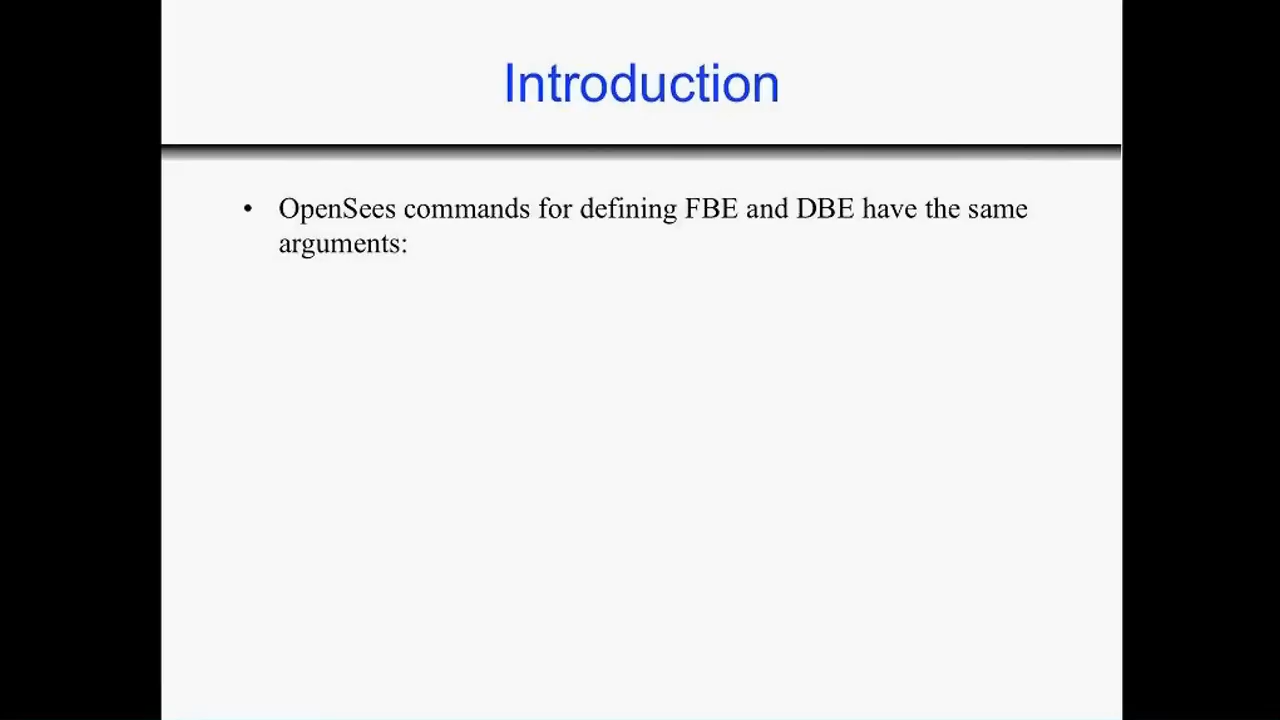 Introduction
• OpenSees commands for defining FBE and DBE have the same
arguments: